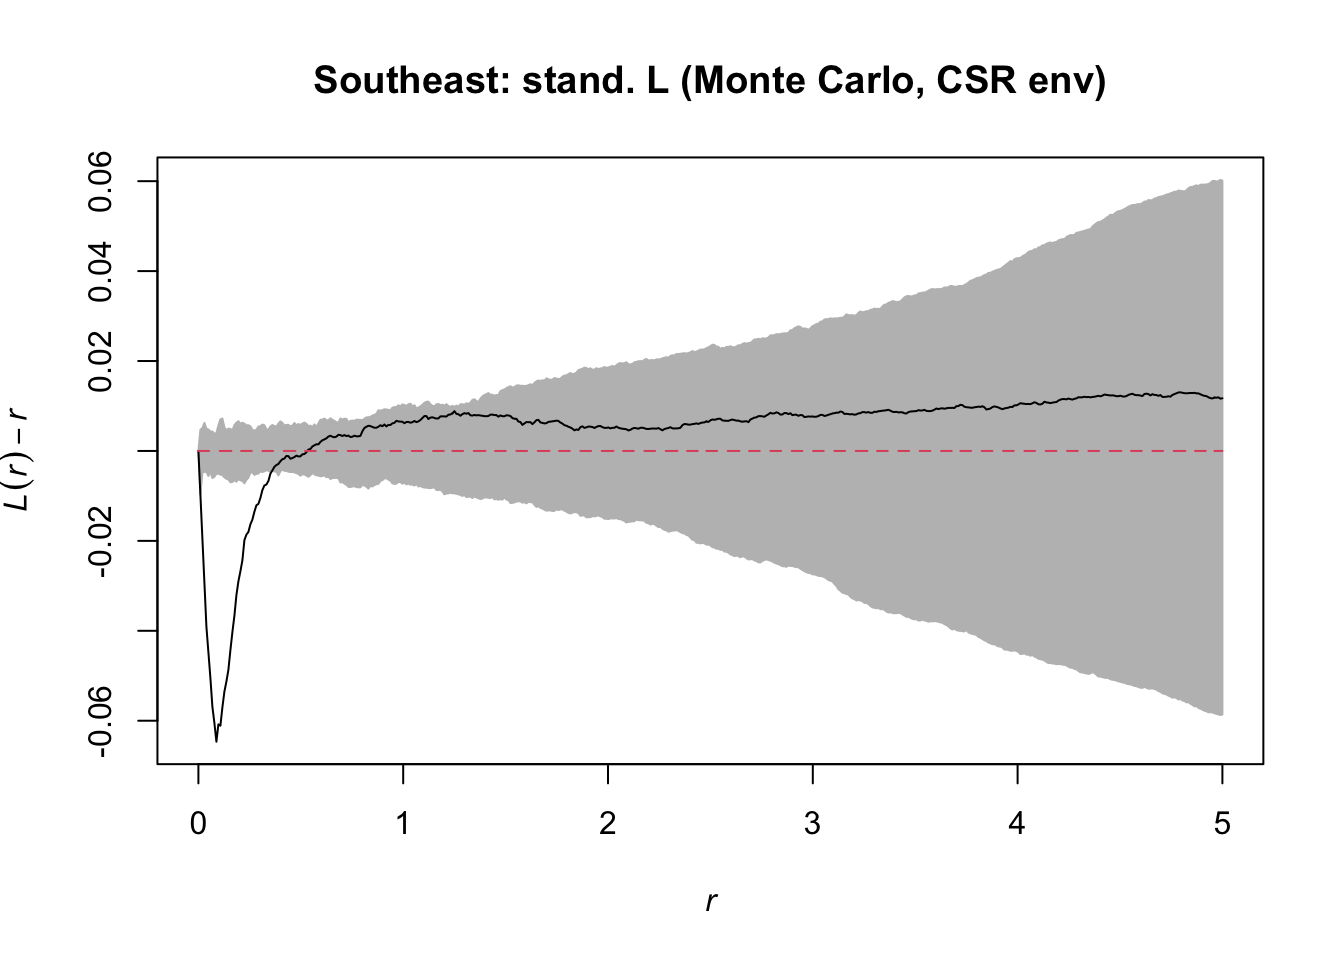 Southeast: stand. L (Monte Carlo, CSR env)
L(r) − r
0.06
0.04
0.02
-0.02
-0.06
0 1 2 3 4 5
r